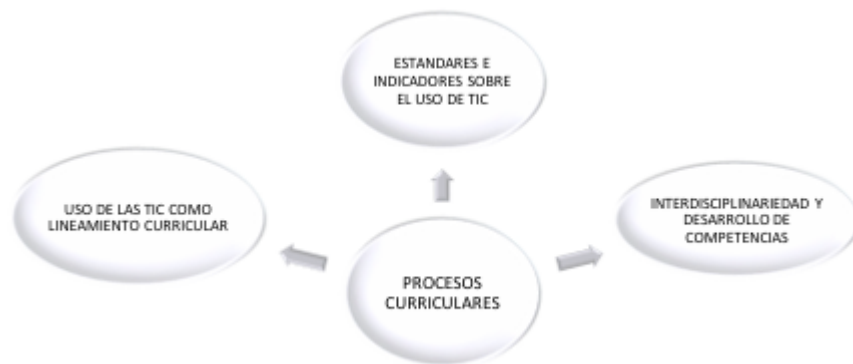 ESTANDARES E
INDICADORES SOBRE
EL USO DE TIC
USO DE LAS TIC COMO
LINEAMIENTO CURRICULAR
INTERDISCIPLINARIEDAD Y
DESARROLLO DE
COMPETENCIAS
PROCESOS
CURRICULARES